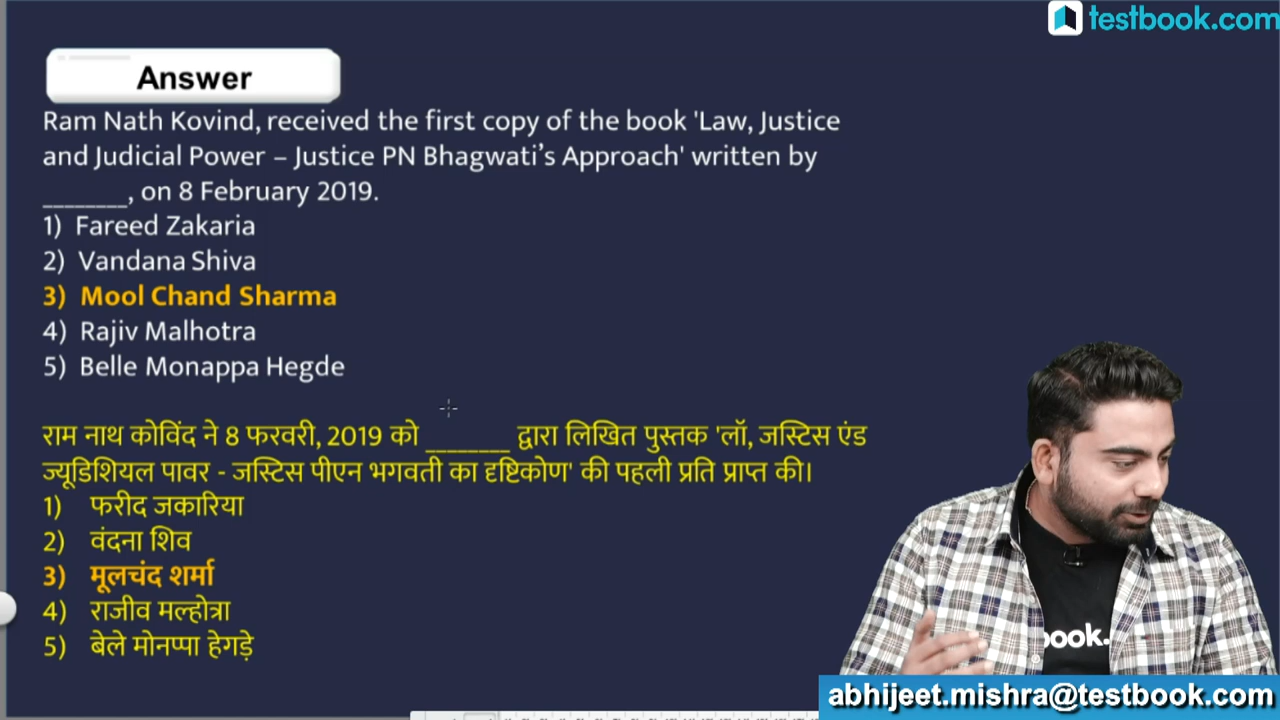 testbook.com
Answer
Ram Nath Kovind, received the first copy of the book 'Law, Justice
and Judicial Power – Justice PN Bhagwati’s Approach' written by
________, on 8 February 2019.
1) Fareed Zakaria
2) Vandana Shiva
3) Mool Chand Sharma
4) Rajiv Malhotra
5) Belle Monappa Hegde
राम नाथ कोविंद ने 8 फरवरी, 2019 को ________ द्वारा लिखित पुस्तक 'लॉ, जस्टिस एंड
ज्यूडिशियल पावर - जस्टिस पीएन भगवती का दृष्टिकोण' की पहली प्रति प्राप्त की।
1) फरीद जकारिया
2) वंदना शिव
3) मूलचंद शर्मा
4) राजीव मल्होत्रा
5) बेले मोनप्पा हेगड़े
book.
abhijeet.mishra@testbook.com